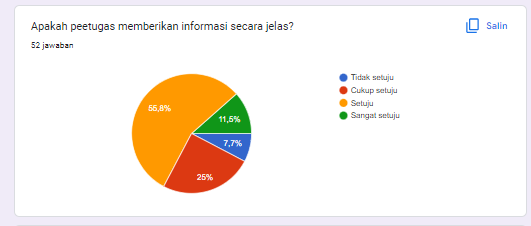 Apakah peetugas memberikan informasi secara jelas?
Salin
52 jawaban
Tidak setuju
Cukup setuju
Setuju
Sangat setuju
55,8%
11,5%
7,7%
25%